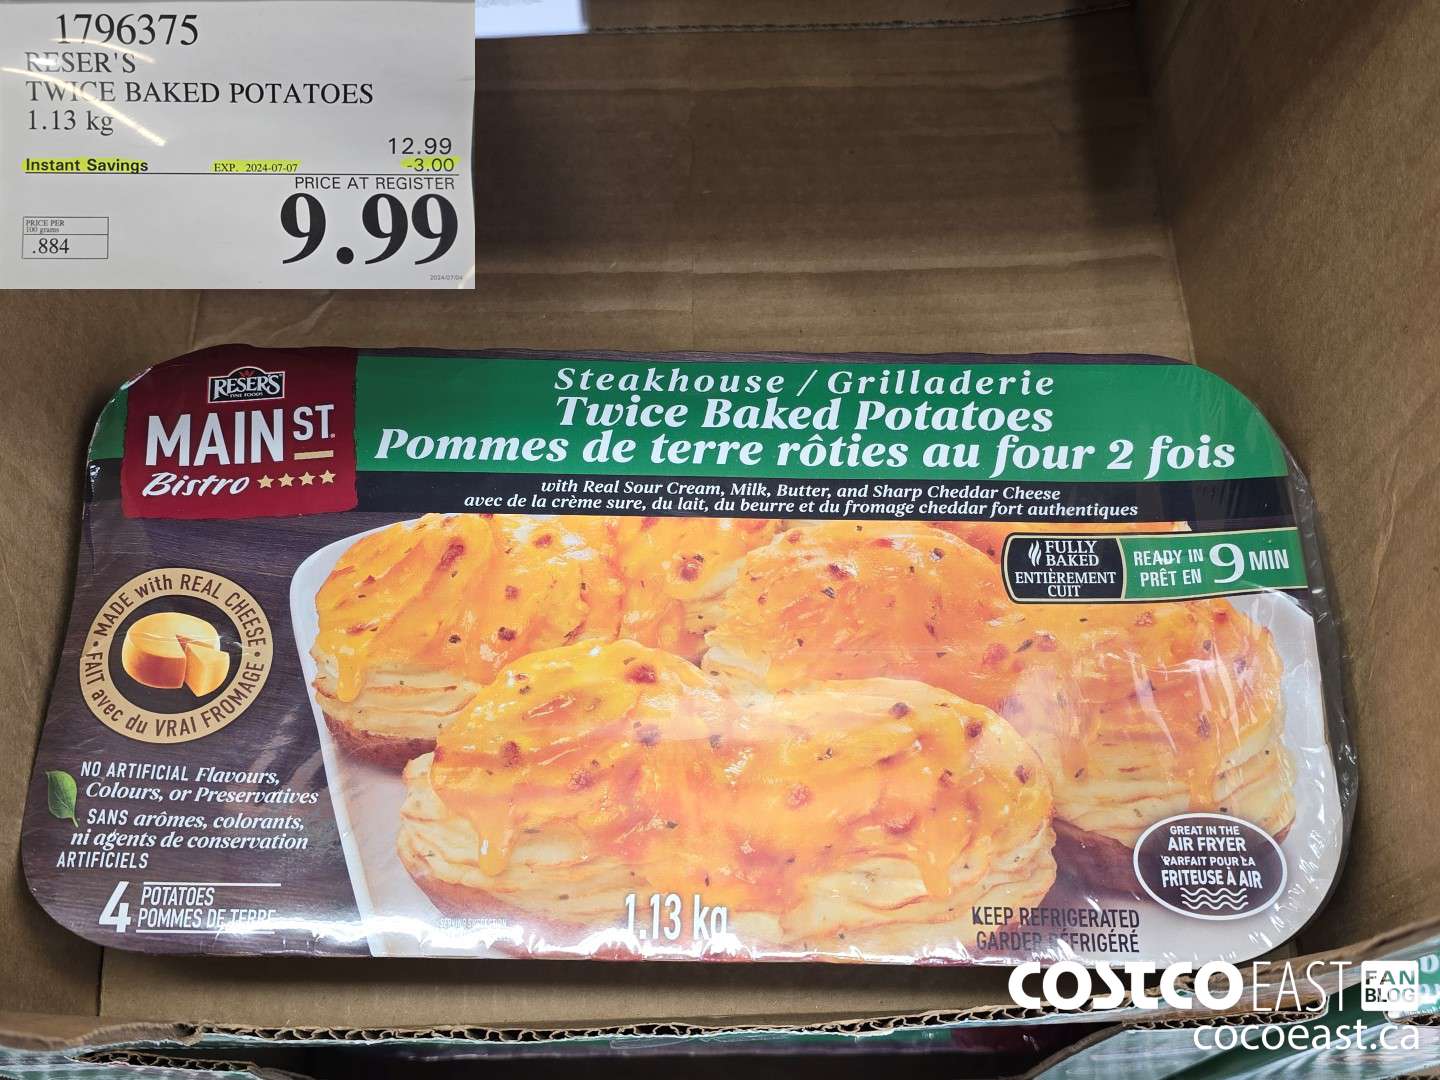 1796375
RESER'S
TWICE BAKED POTATOES
1.13 kg
12.99
Instant Savings EXP. 2024-07-07 -3.00
PRICE AT REGISTER
9.99
PRICE PER
100 grams
.884
2024/07/04
RESER'S
FINE FOODS
MAIN ST.
Bistro
Steakhouse / Grilladerie
Twice Baked Potatoes
Pommes de terre rôties au four 2 fois
with Real Sour Cream, Milk, Butter, and Sharp Cheddar Cheese
avec de la crème sure, du lait, du beurre et du fromage cheddar fort authentiques
FULLY
BAKED
ENTIÈREMENT
CUIT
READY IN
PRÊT EN
9 MIN
MADE with REAL CHEESE
FAIT avec du VRAI FROMAGE
NO ARTIFICIAL Flavours,
Colours, or Preservatives
SANS arômes, colorants,
ni agents de conservation
ARTIFICIELS
4 POTATOES
POMMES DE TERRE
SERVING SUGGESTION
1.13 kg
GREAT IN THE
AIR FRYER
PARFAIT POUR LA
FRITEUSE À AIR
KEEP REFRIGERATED
GARDER RÉFRIGÉRÉ
COSTCO EAST FAN
BLOG
cocoeast.ca